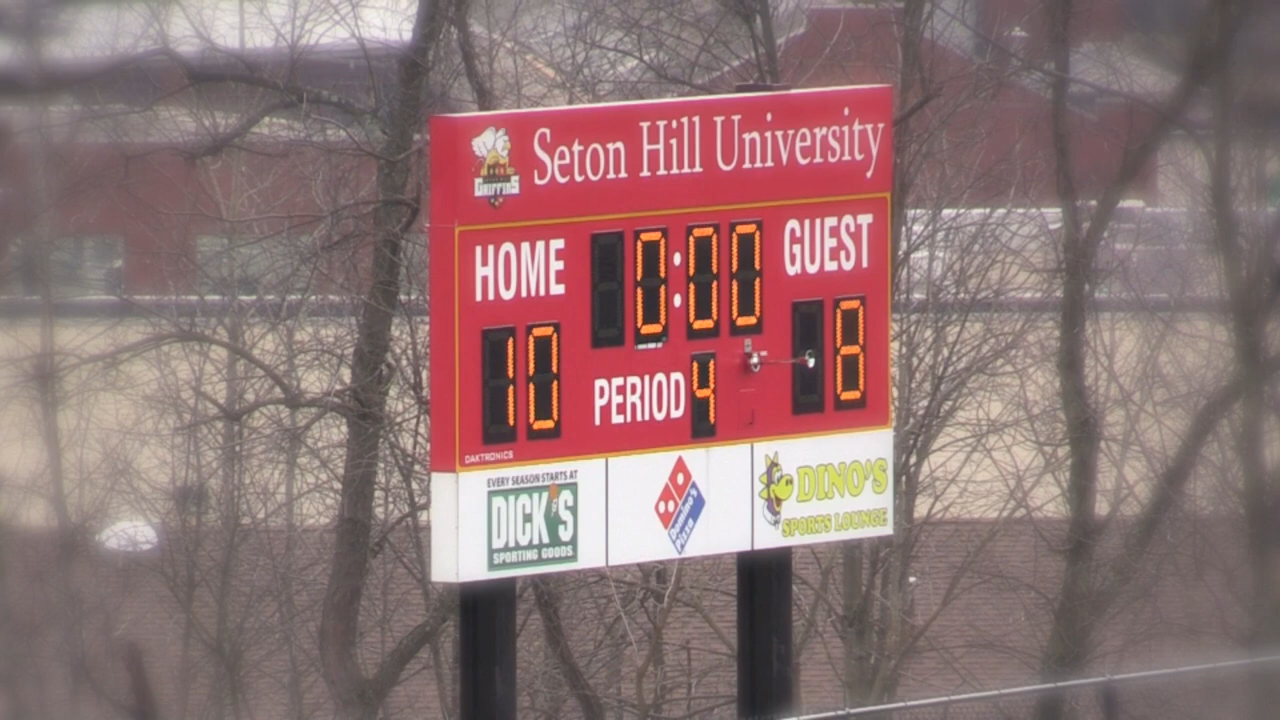 Seton Hill University
GRIFFINS
HOME
0:00
GUEST
10
PERIOD 4
8
DAKTRONICS
EVERY SEASON STARTS AT
DICK'S
SPORTING GOODS
Domino's
Pizza
DINO'S
SPORTS LOUNGE